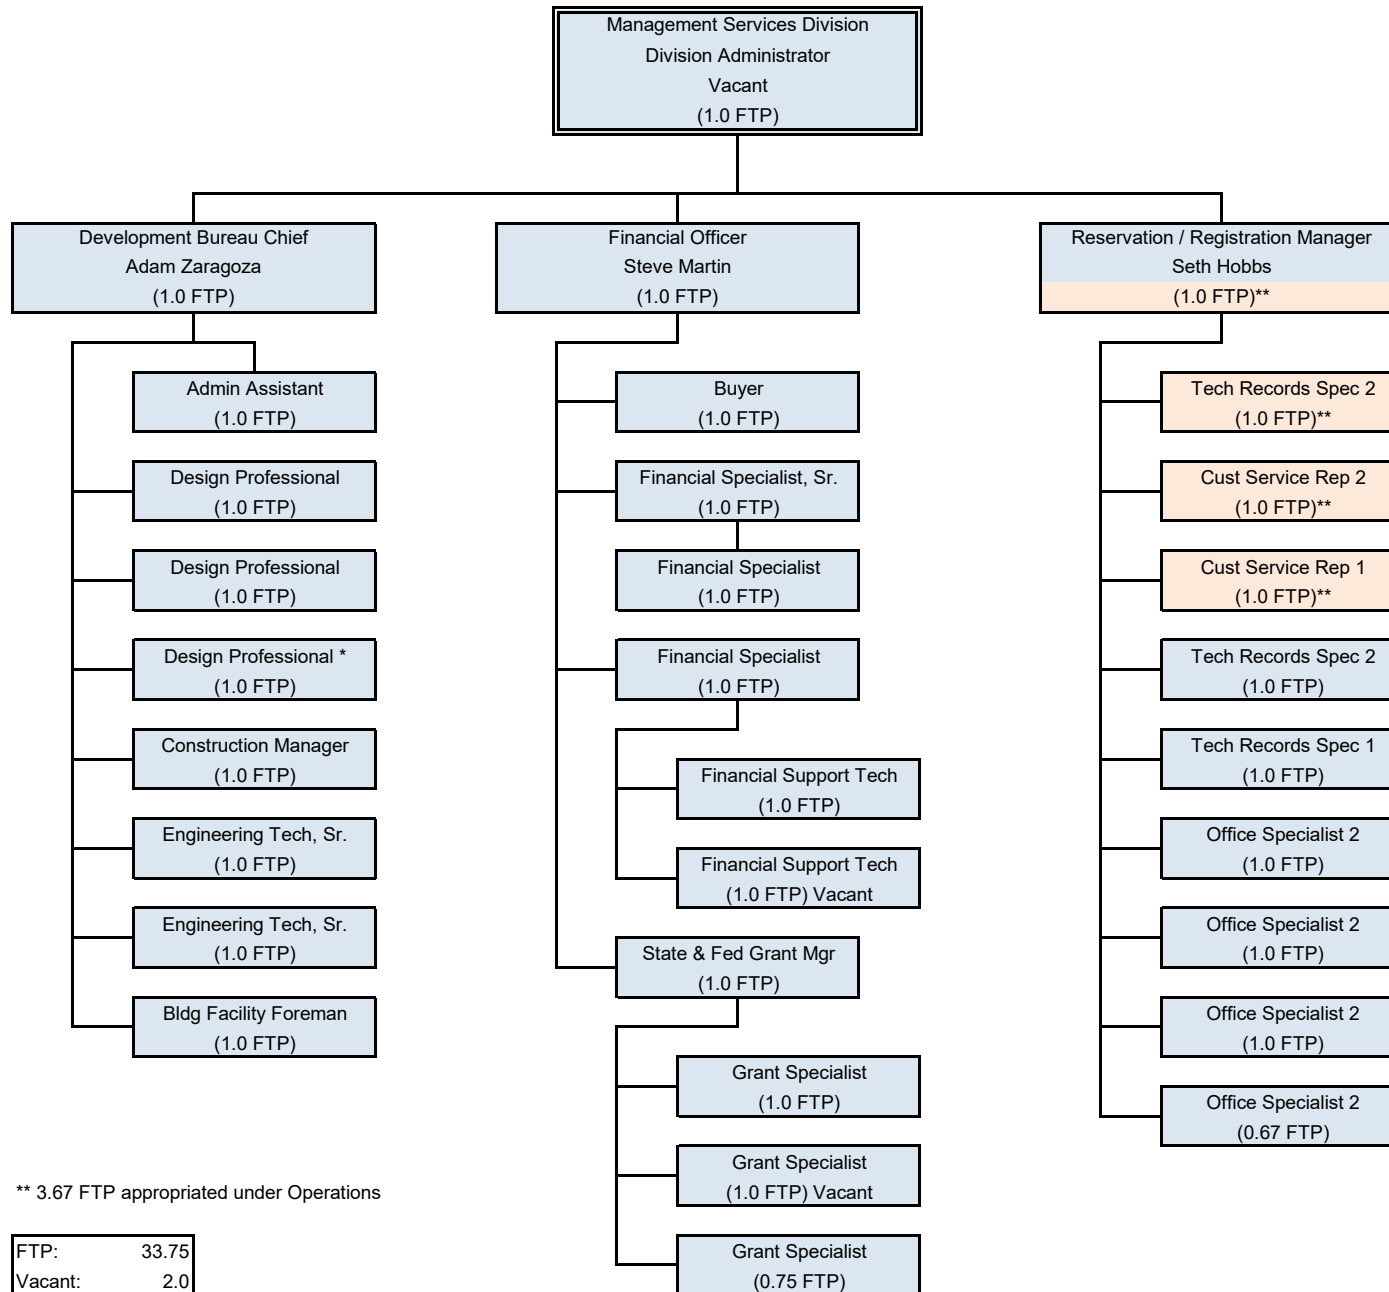 Management Services Division
Division Administrator
Vacant
(1.0 FTP)
Development Bureau Chief
Adam Zaragoza
(1.0 FTP)
Admin Assistant
(1.0 FTP)
Design Professional
(1.0 FTP)
Design Professional
(1.0 FTP)
Design Professional *
(1.0 FTP)
Construction Manager
(1.0 FTP)
Engineering Tech, Sr.
(1.0 FTP)
Engineering Tech, Sr.
(1.0 FTP)
Bldg Facility Foreman
(1.0 FTP)
Financial Officer
Steve Martin
(1.0 FTP)
Buyer
(1.0 FTP)
Financial Specialist, Sr.
(1.0 FTP)
Financial Specialist
(1.0 FTP)
Financial Specialist
(1.0 FTP)
Financial Support Tech
(1.0 FTP)
Financial Support Tech
(1.0 FTP) Vacant
State & Fed Grant Mgr
(1.0 FTP)
Grant Specialist
(1.0 FTP)
Grant Specialist
(1.0 FTP) Vacant
Grant Specialist
(0.75 FTP)
Reservation / Registration Manager
Seth Hobbs
(1.0 FTP)**
Tech Records Spec 2
(1.0 FTP)**
Cust Service Rep 2
(1.0 FTP)**
Cust Service Rep 1
(1.0 FTP)**
Tech Records Spec 2
(1.0 FTP)
Tech Records Spec 1
(1.0 FTP)
Office Specialist 2
(1.0 FTP)
Office Specialist 2
(1.0 FTP)
Office Specialist 2
(1.0 FTP)
Office Specialist 2
(0.67 FTP)
** 3.67 FTP appropriated under Operations
FTP: 33.75
Vacant: 2.0